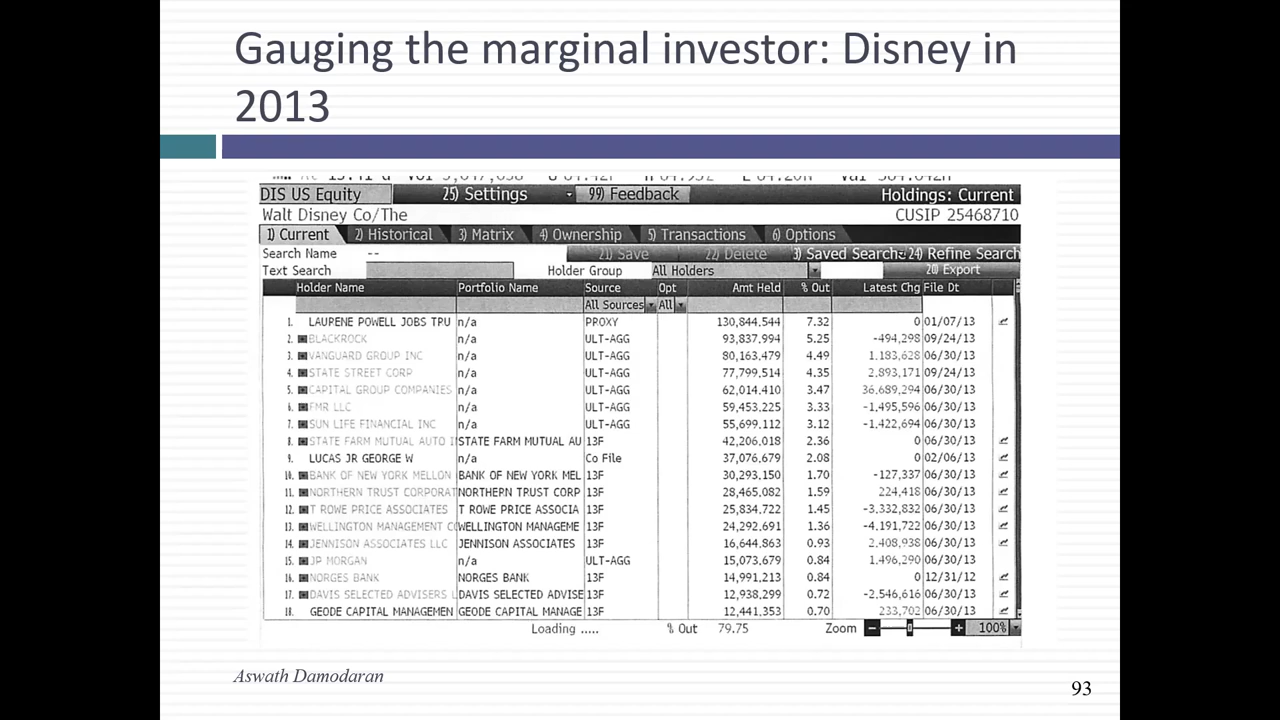 Gauging the marginal investor: Disney in
2013
DIS US Equity 25) Settings 99) Feedback Holdings: Current
Walt Disney Co/The CUSIP 25468710
1) Current 2) Historical 3) Matrix 4) Ownership 5) Transactions 6) Options
Search Name -- 21) Save 22) Delete 3) Saved Search 24) Refine Search
Text Search Holder Group All Holders 20) Export
Holder Name Portfolio Name Source Opt Amt Held % Out Latest Chg File Dt
All Sources All
1. LAURENE POWELL JOBS TRU n/a PROXY 130,844,544 7.32 0 01/07/13
2. BLACKROCK n/a ULT-AGG 93,837,994 5.25 -494,298 09/24/13
3. VANGUARD GROUP INC n/a ULT-AGG 80,163,479 4.49 1,183,628 06/30/13
4. STATE STREET CORP n/a ULT-AGG 77,799,514 4.35 2,893,171 09/24/13
5. CAPITAL GROUP COMPANIES n/a ULT-AGG 62,014,410 3.47 36,689,294 06/30/13
6. FMR LLC n/a ULT-AGG 59,453,225 3.33 -1,495,596 06/30/13
7. SUN LIFE FINANCIAL INC n/a ULT-AGG 55,699,112 3.12 -1,422,694 06/30/13
8. STATE FARM MUTUAL AUTO I STATE FARM MUTUAL AU 13F 42,206,018 2.36 0 06/30/13
9. LUCAS JR GEORGE W n/a Co File 37,076,679 2.08 0 02/06/13
10. BANK OF NEW YORK MELLON BANK OF NEW YORK MEL 13F 30,293,150 1.70 -127,337 06/30/13
11. NORTHERN TRUST CORPORAT NORTHERN TRUST CORP 13F 28,465,082 1.59 224,418 06/30/13
12. T ROWE PRICE ASSOCIATES T ROWE PRICE ASSOCIA 13F 25,834,722 1.45 -3,332,832 06/30/13
13. WELLINGTON MANAGEMENT CO WELLINGTON MANAGEME 13F 24,292,691 1.36 -4,191,722 06/30/13
14. JENNISON ASSOCIATES LLC JENNISON ASSOCIATES 13F 16,644,863 0.93 2,408,938 06/30/13
15. JP MORGAN n/a ULT-AGG 15,073,679 0.84 1,496,290 06/30/13
16. NORGES BANK NORGES BANK 13F 14,991,213 0.84 0 12/31/12
17. DAVIS SELECTED ADVISERS L DAVIS SELECTED ADVISE 13F 12,938,299 0.72 -2,546,616 06/30/13
18. GEODE CAPITAL MANAGEMEN GEODE CAPITAL MANAGE 13F 12,441,353 0.70 233,702 06/30/13
Loading ..... % Out 79.75 Zoom 100%
Aswath Damodaran
93